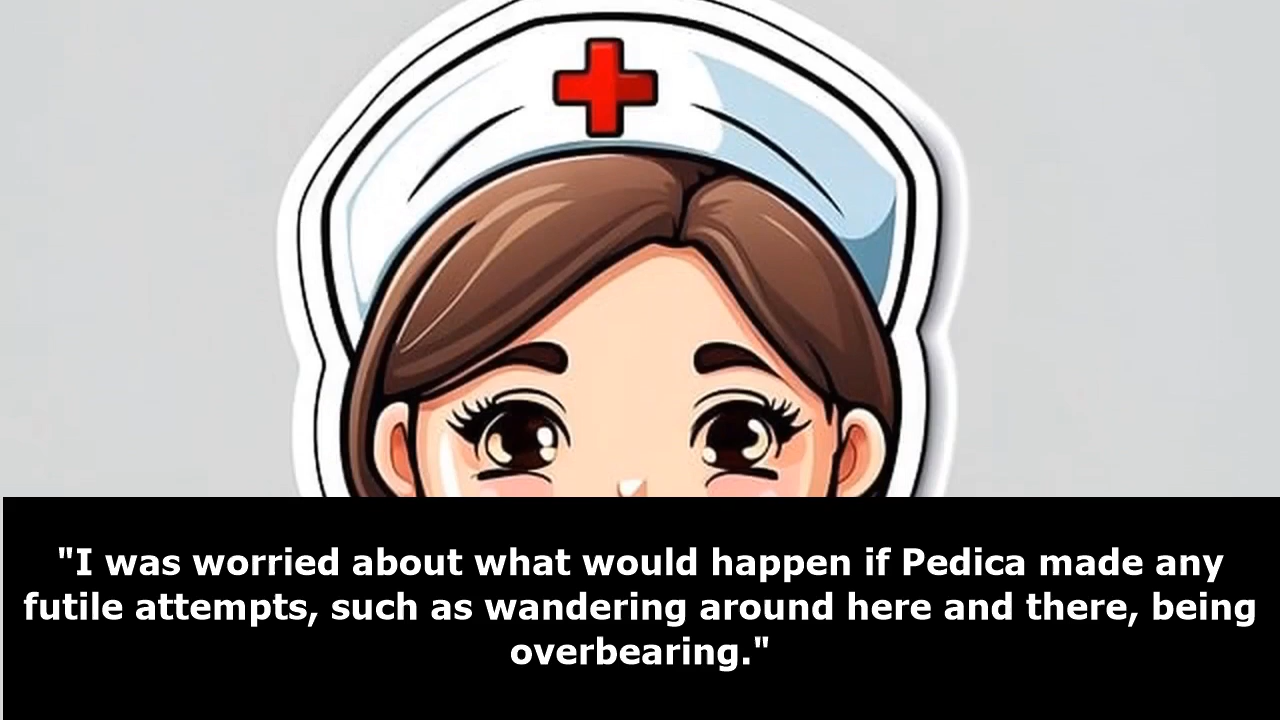 "I was worried about what would happen if Pedica made any
futile attempts, such as wandering around here and there, being
overbearing."